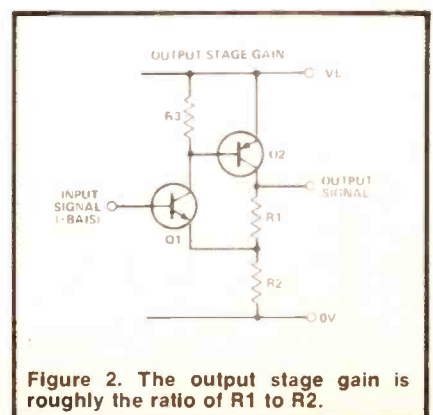 OUTPUT STAGE GAIN
VL
R3
Q2
OUTPUT
SIGNAL
INPUT
SIGNAL
(+BAIS)
Q1
R1
R2
0V
Figure 2. The output stage gain is
roughly the ratio of R1 to R2.